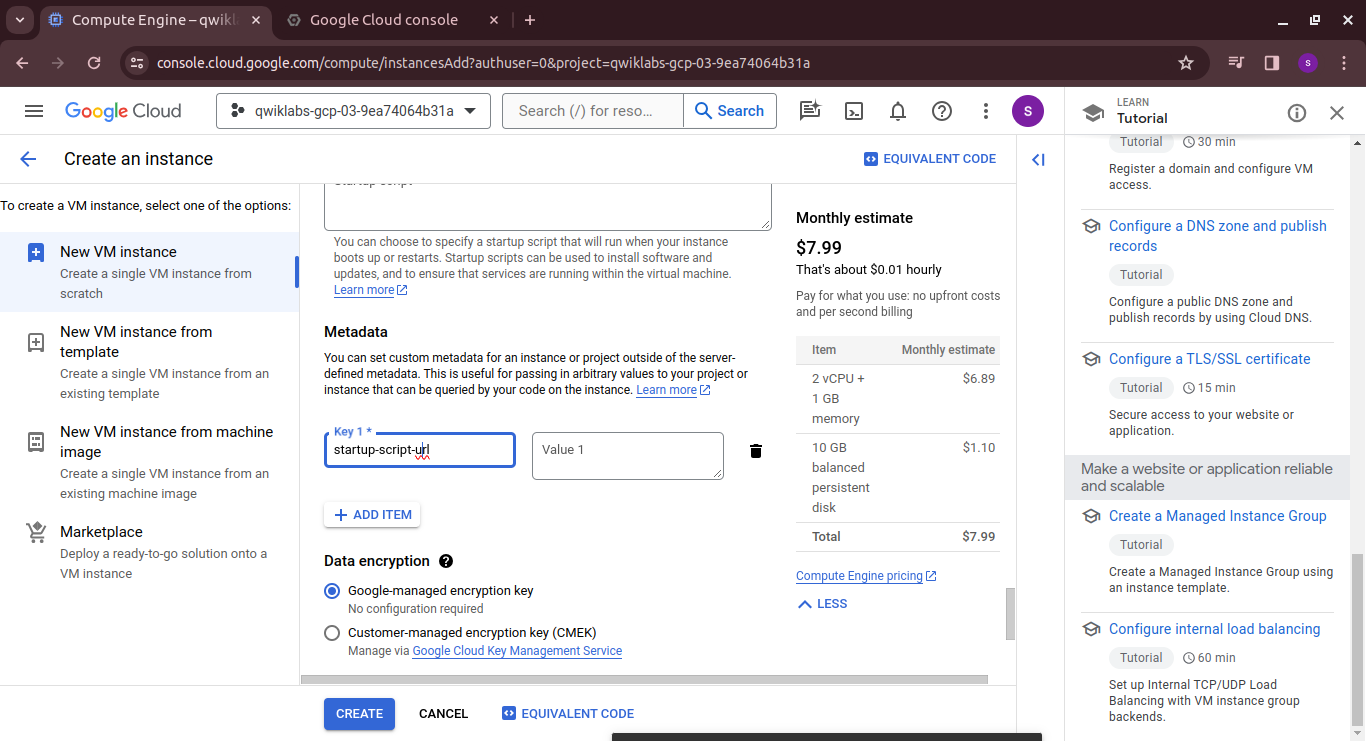 Compute Engine – qwikl
Google Cloud console
console.cloud.google.com/compute/instancesAdd?authuser=0&project=qwiklabs-gcp-03-9ea74064b31a
S
Google Cloud
qwiklabs-gcp-03-9ea74064b31a
Search (/) for reso...
Search
S
LEARN
Tutorial
Create an instance
EQUIVALENT CODE
To create a VM instance, select one of the options:
New VM instance
Create a single VM instance from
scratch
New VM instance from
template
Create a single VM instance from an
existing template
New VM instance from machine
image
Create a single VM instance from an
existing machine image
Marketplace
Deploy a ready-to-go solution onto a
VM instance
Startup script
You can choose to specify a startup script that will run when your instance
boots up or restarts. Startup scripts can be used to install software and
updates, and to ensure that services are running within the virtual machine.
Learn more
Metadata
You can set custom metadata for an instance or project outside of the server-
defined metadata. This is useful for passing in arbitrary values to your project or
instance that can be queried by your code on the instance. Learn more
Key 1 *
startup-script-url
Value 1
ADD ITEM
Data encryption
Google-managed encryption key
No configuration required
Customer-managed encryption key (CMEK)
Manage via Google Cloud Key Management Service
CREATE
CANCEL
EQUIVALENT CODE
Monthly estimate
$7.99
That's about $0.01 hourly
Pay for what you use: no upfront costs
and per second billing
Item Monthly estimate
2 vCPU + $6.89
1 GB
memory
10 GB $1.10
balanced
persistent
disk
Total $7.99
Compute Engine pricing
LESS
Tutorial 30 min
Register a domain and configure VM
access.
Configure a DNS zone and publish
records
Tutorial
Configure a public DNS zone and
publish records by using Cloud DNS.
Configure a TLS/SSL certificate
Tutorial 15 min
Secure access to your website or
application.
Make a website or application reliable
and scalable
Create a Managed Instance Group
Tutorial
Create a Managed Instance Group using
an instance template.
Configure internal load balancing
Tutorial 60 min
Set up Internal TCP/UDP Load
Balancing with VM instance group
backends.